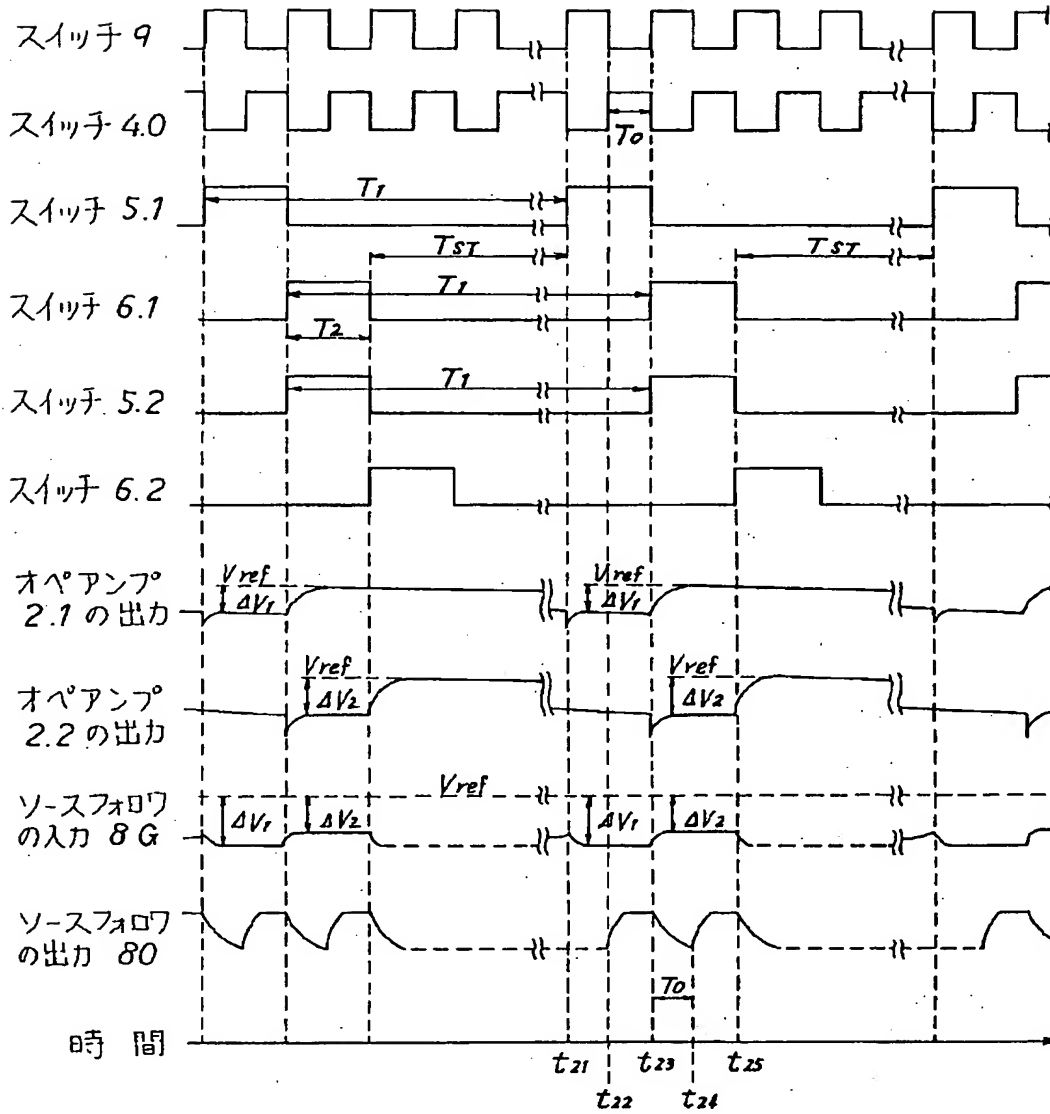 スイッチ 9
スイッチ 4.0
To
スイッチ 5.1
T1
TST
TST
スイッチ 6.1
T1
T2
スイッチ 5.2
T1
スイッチ 6.2
オペアンプ
2.1 の出力
Vref
ΔV1
Vref
ΔV1
オペアンプ
2.2 の出力
Vref
ΔV2
Vref
ΔV2
ソースフォロワ
の入力 8G
Vref
ΔV1
ΔV2
ΔV1
ΔV2
ソースフォロワ
の出力 80
To
時 間
t21
t23
t25
t22
t24